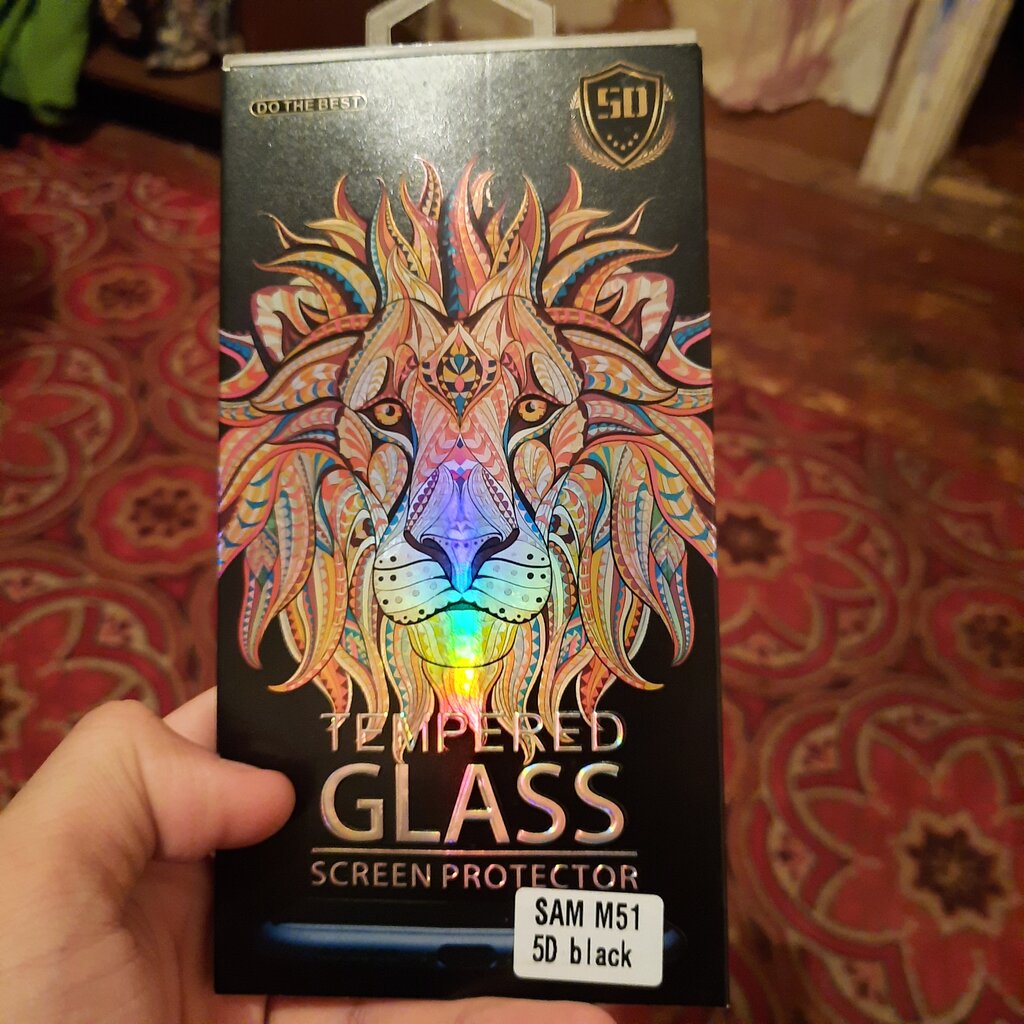 DO THE BEST
5D
TEMPERED
GLASS
SCREEN PROTECTOR
SAM M51
5D black